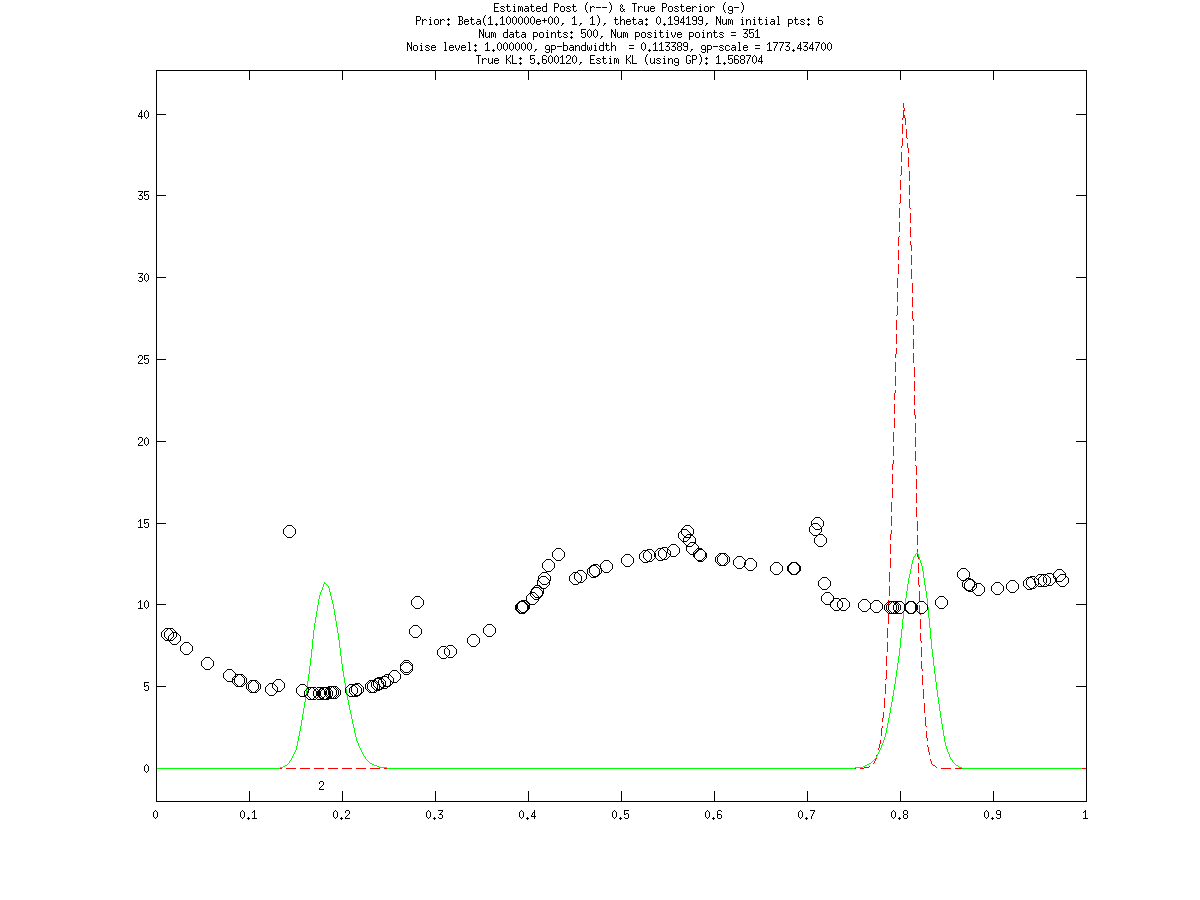 Estimated Post (r--) & True Posterior (g-)
Prior: Beta(1.100000e+00, 1, 1), theta: 0.194199, Num initial pts: 6
Num data points: 500, Num positive points = 351
Noise level: 1.000000, gp-bandwidth  = 0.113389, gp-scale = 1773.434700
True KL: 5.600120, Estim KL (using GP): 1.568704
40
35
30
25
20
15
10
5
0
2
0 0.1 0.2 0.3 0.4 0.5 0.6 0.7 0.8 0.9 1